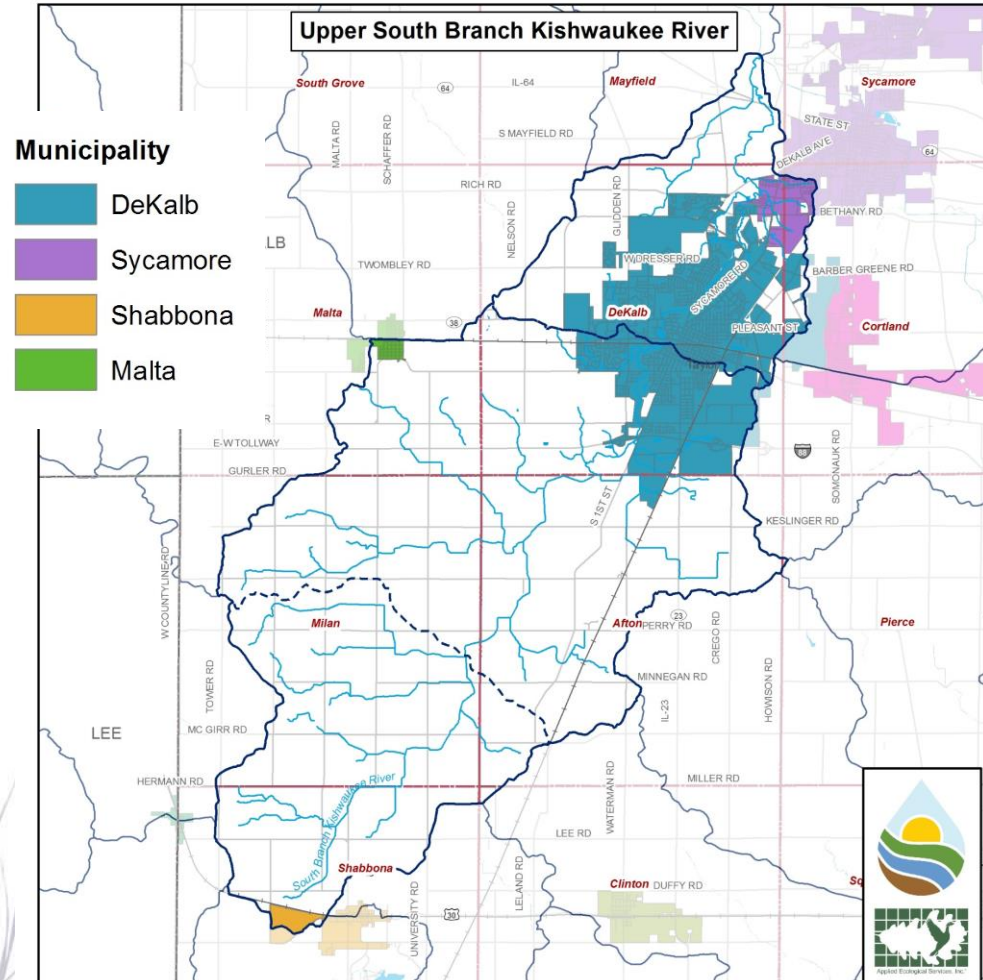 Upper South Branch Kishwaukee River
South Grove
64
IL-64
Mayfield
Sycamore
Municipality
DeKalb
Sycamore
Shabbona
Malta
MALTA RD
SCHAFFER RD
S MAYFIELD RD
STATE ST
DEKALB AVE
64
RICH RD
NELSON RD
GLIDDEN RD
BETHANY RD
LB
TWOMBLEY RD
W DRESSER RD
SYCAMORE RD
BARBER GREENE RD
Malta
38
DeKalb
PLEASANT ST
Cortland
Taylor
E-W TOLLWAY
GURLER RD
88
SOMONAUK RD
S 1ST ST
KESLINGER RD
W COUNTYLINE RD
Milan
Afton
PERRY RD
23
CREGO RD
Pierce
TOWER RD
MINNEGAN RD
HOWISON RD
IL-23
LEE
MC GIRR RD
HERMANN RD
South Branch Kishwaukee River
WATERMAN RD
MILLER RD
LEE RD
Shabbona
UNIVERSITY RD
LELAND RD
Clinton
DUFFY RD
Sq
30
Applied Ecological Services, Inc.